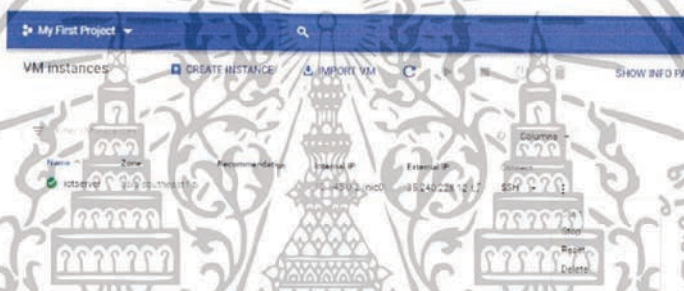 My First Project
VM instances CREATE INSTANCE IMPORT VM SHOW INFO PA
Columns
Name Zone Recommendation Internal IP External IP Connect
iotserver SSH
Stop
Reset
Delete